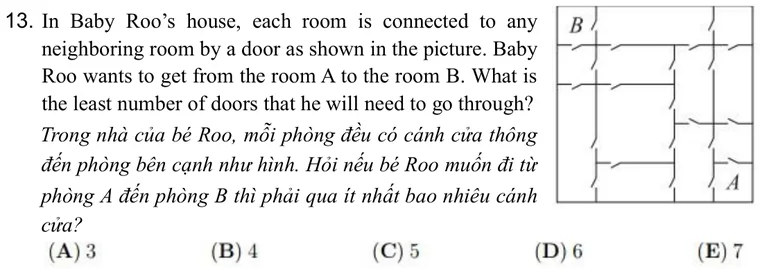 13. In Baby Roo's house, each room is connected to any
neighboring room by a door as shown in the picture. Baby
Roo wants to get from the room A to the room B. What is
the least number of doors that he will need to go through?
Trong nhà của bé Roo, mỗi phòng đều có cánh cửa thông
đến phòng bên cạnh như hình. Hỏi nếu bé Roo muốn đi từ
phòng A đến phòng B thì phải qua ít nhất bao nhiêu cánh
cửa?
B
A
(A) 3 (B) 4 (C) 5 (D) 6 (E) 7